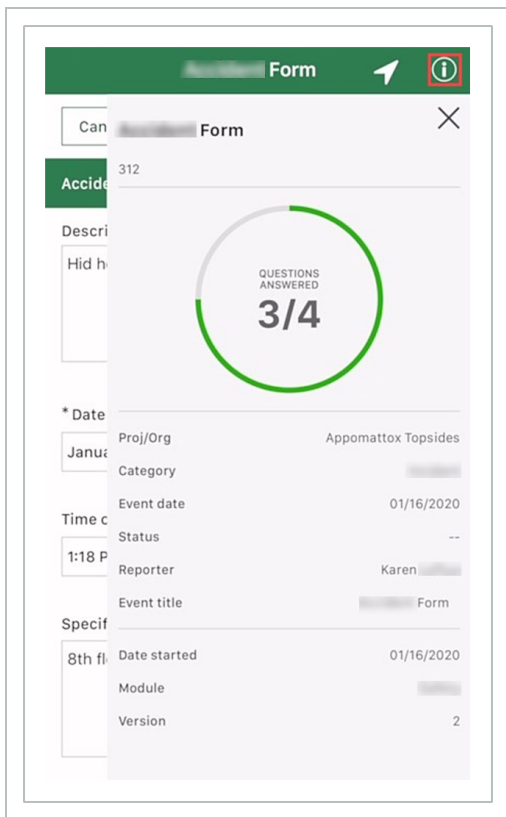 Form
Can
Form
312
Accide
Descri
Hid h
QUESTIONS
ANSWERED
3/4
* Date
Janua
Proj/Org Appomattox Topsides
Category
Event date 01/16/2020
Time o
Status --
1:18 P
Reporter Karen
Event title Form
Specif
8th fl
Date started 01/16/2020
Module
Version 2